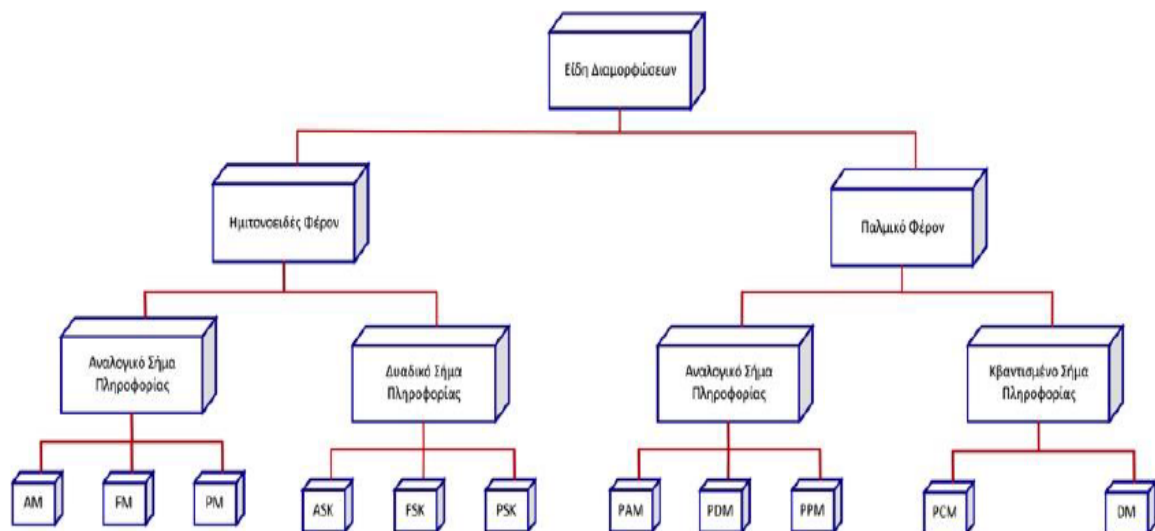 Είδη Διαμορφώσεων
Ημιτονοειδές Φέρον
Παλμικό Φέρον
Αναλογικό Σήμα
Πληροφορίας
Δυαδικό Σήμα
Πληροφορίας
Αναλογικό Σήμα
Πληροφορίας
Κβαντισμένο Σήμα
Πληροφορίας
AM
FM
PM
ASK
FSK
PSK
PAM
PDM
PPM
PCM
DM